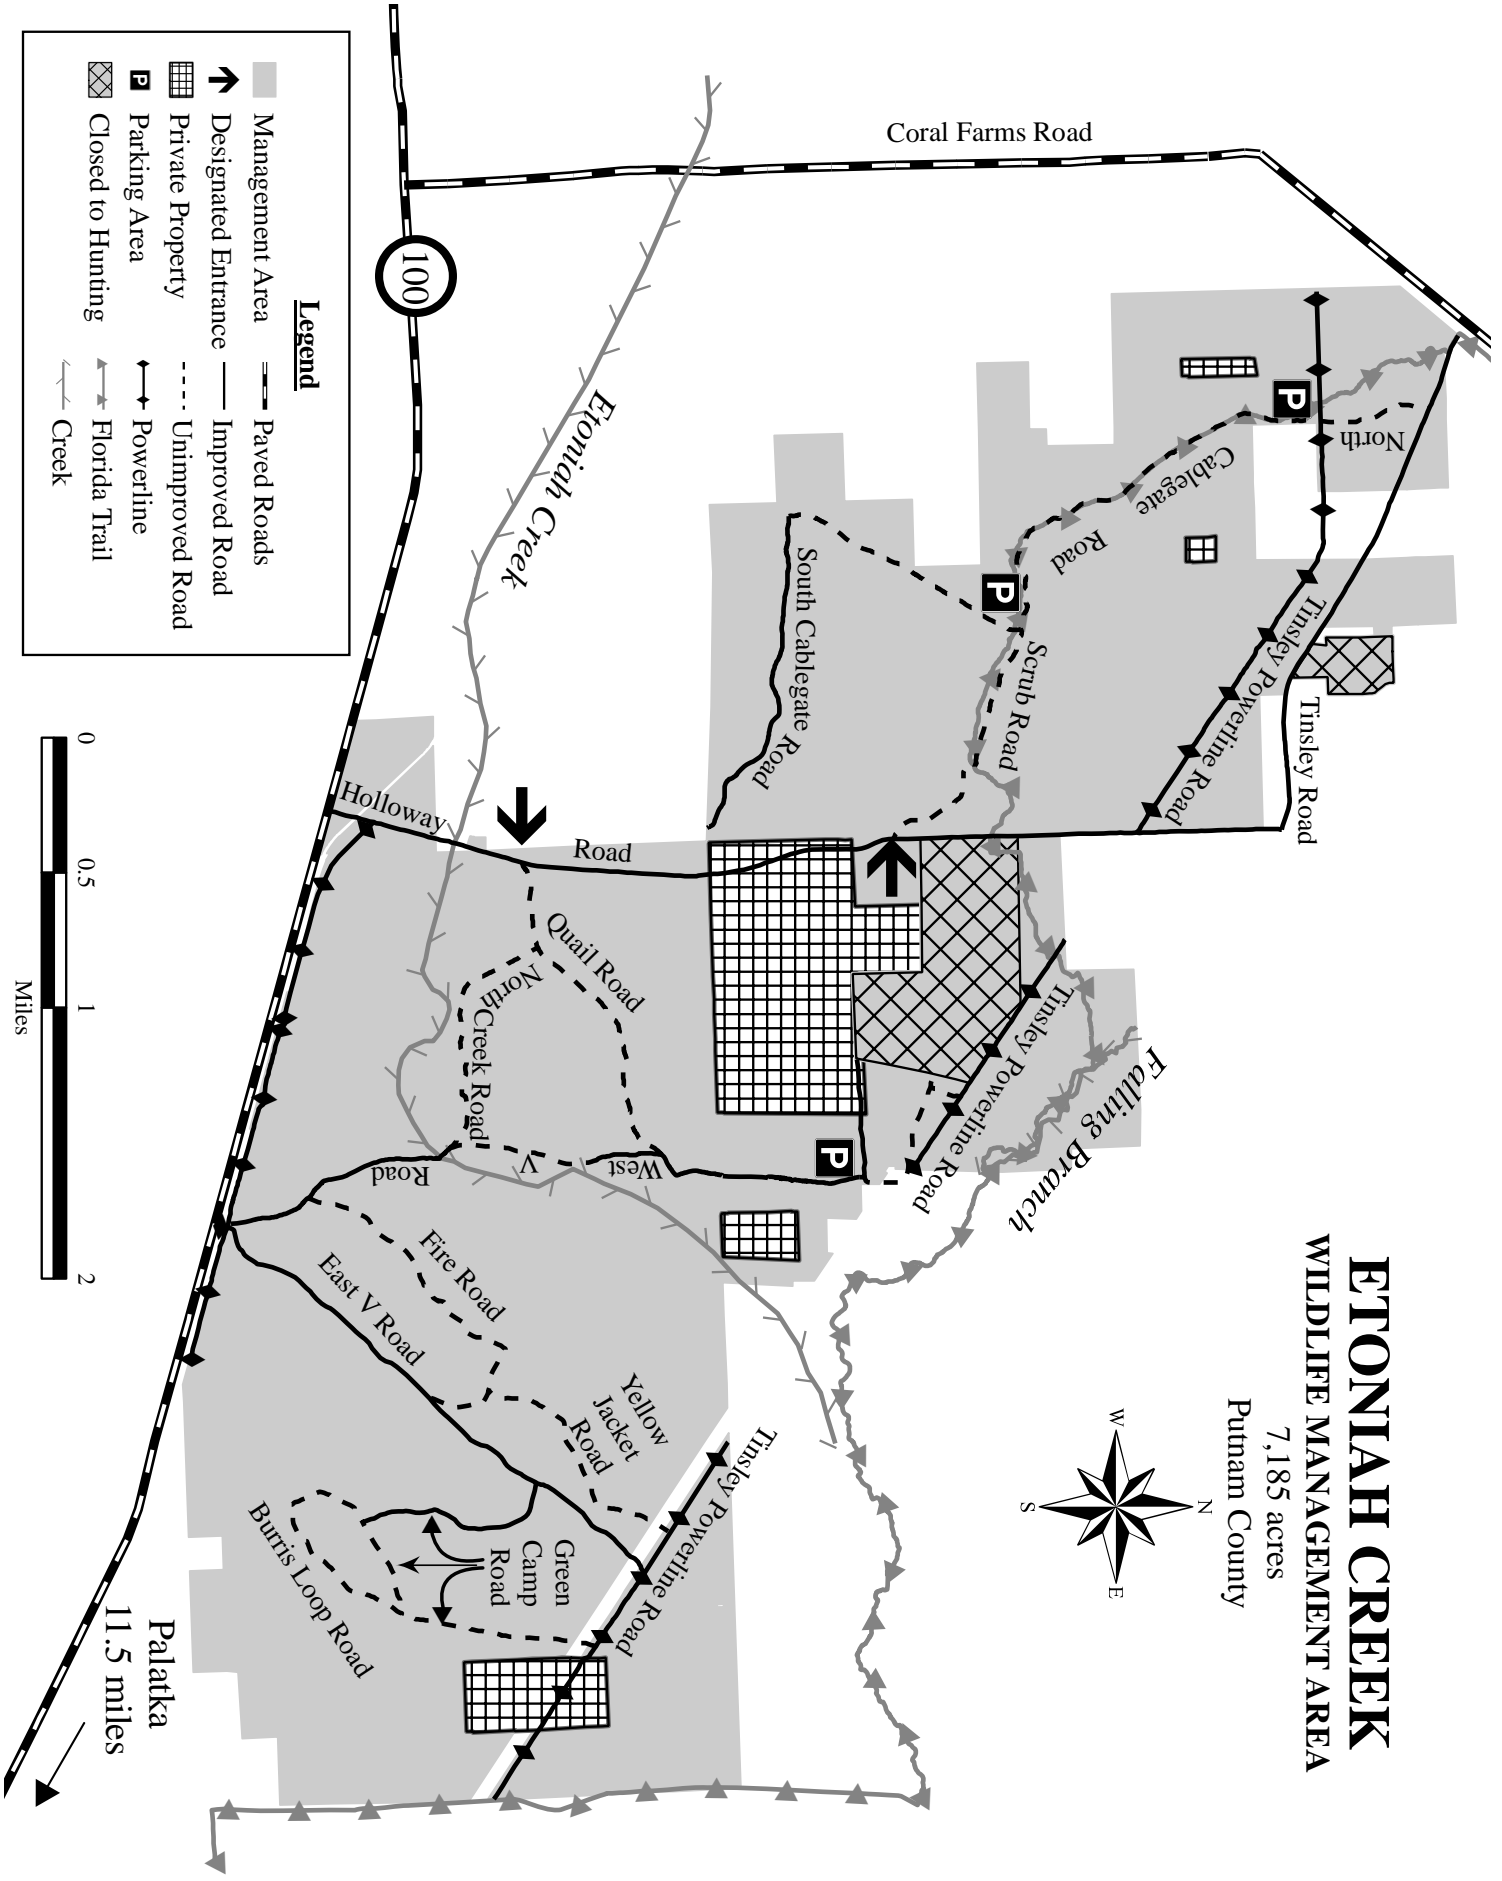 ETONIAH CREEK
WILDLIFE MANAGEMENT AREA
7,185 acres
Putnam County
N
W
E
S
Coral Farms Road
100
Etoniah Creek
North
Cablegate
Road
Tinsley Powerline Road
Tinsley Road
P
P
Scrub Road
South Cablegate
Road
Holloway
Road
Quail Road
North
Creek Road
West
V
Road
P
Tinsley Powerline Road
Falling Branch
Fire Road
East V Road
Yellow
Jacket
Road
Tinsley Powerline Road
Green
Camp
Road
Burris Loop Road
Palatka
11.5 miles
Legend
Management Area
Designated Entrance
Private Property
P
Parking Area
Closed to Hunting
Paved Roads
Improved Road
Unimproved Road
Powerline
Florida Trail
Creek
0
0.5
1
2
Miles